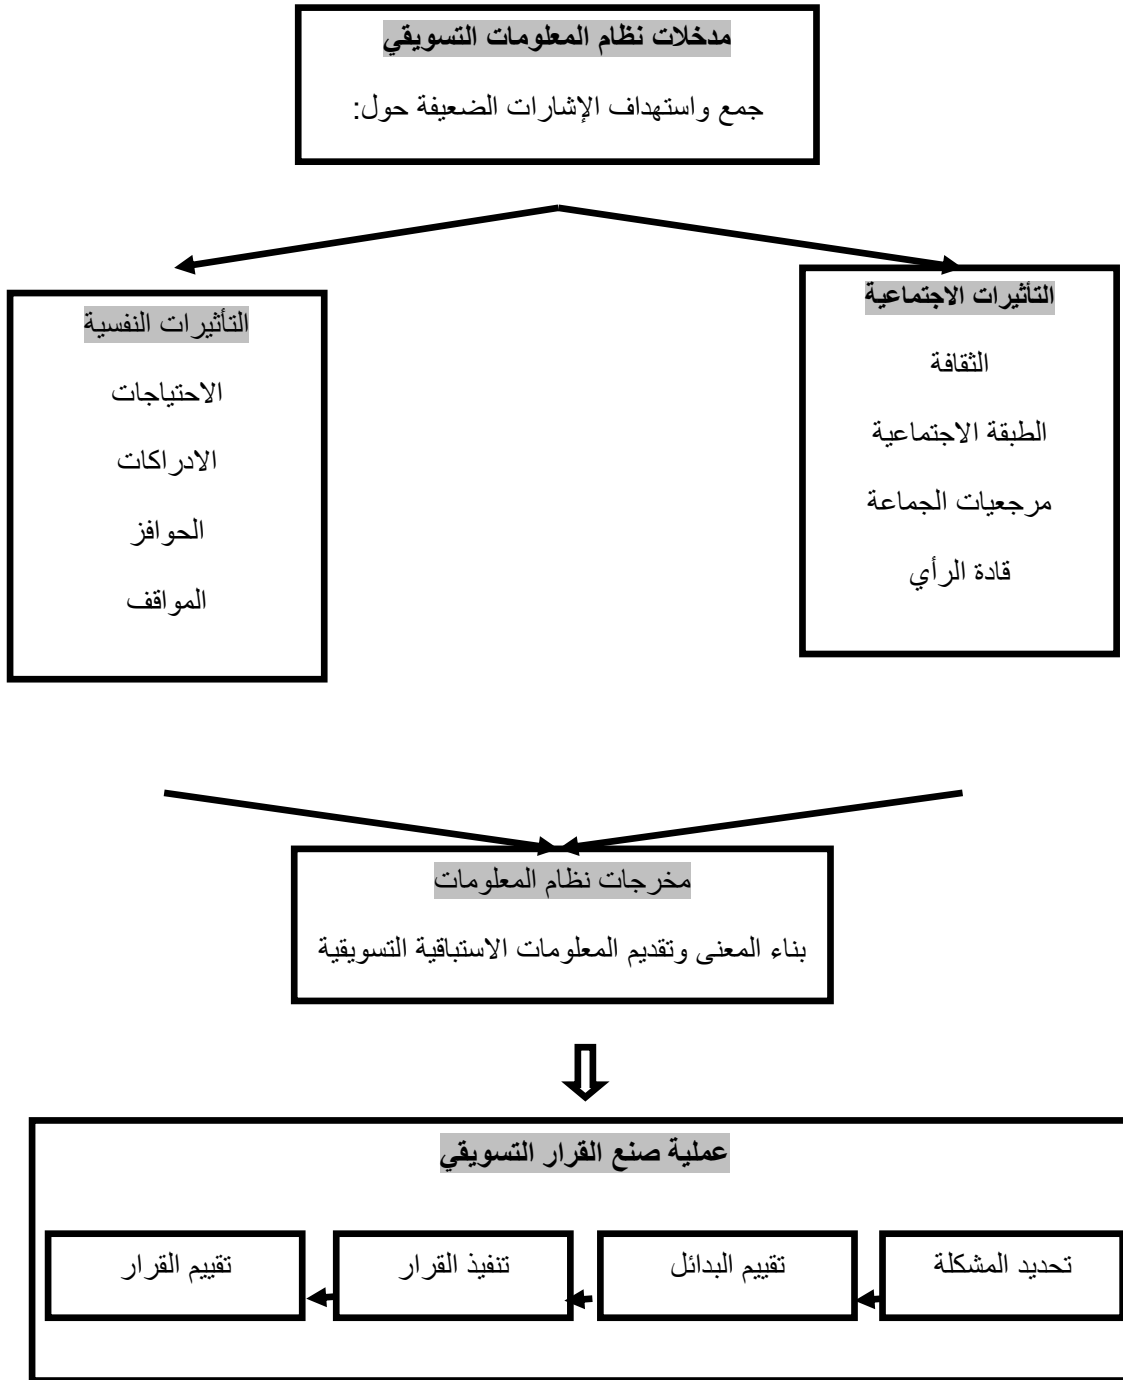 مدخلات نظام المعلومات التسويقي
جمع واستهداف الإشارات الضعيفة حول:
التأثيرات الاجتماعية
الثقافة
الطبقة الاجتماعية
مرجعيات الجماعة
قادة الرأي
التأثيرات النفسية
الاحتياجات
الادراكات
الحوافز
المواقف
مخرجات نظام المعلومات
بناء المعنى وتقديم المعلومات الاستباقية التسويقية
عملية صنع القرار التسويقي
تحديد المشكلة
تقييم البدائل
تنفيذ القرار
تقييم القرار